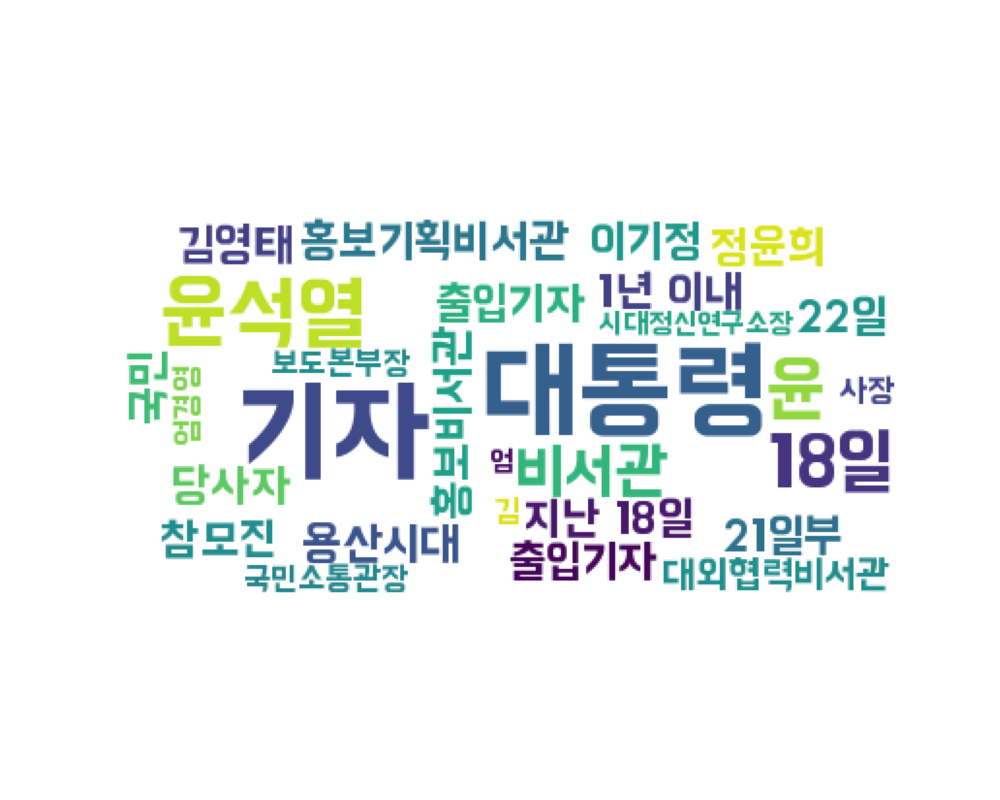 김영태
홍보기획비서관
이기정
정윤희
윤석열
출입기자
1년 이내
시대정신연구소장
22일
국민
엄경영
보도본부장
기자
홍보비서관
대통령
윤
사장
18일
엄
비서관
당사자
김
지난 18일
참모진
용산시대
출입기자
21일부
국민소통관장
대외협력비서관